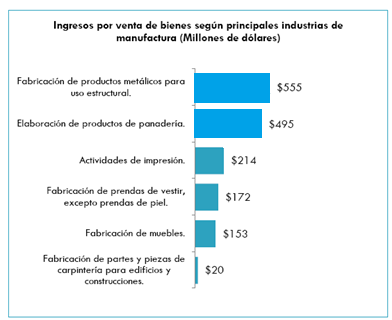 Ingresos por venta de bienes según principales industrias de
manufactura (Millones de dólares)
Fabricación de productos metálicos para
uso estructural.
$555
Elaboración de productos de panadería.
$495
Actividades de impresión.
$214
Fabricación de prendas de vestir,
excepto prendas de piel.
$172
Fabricación de muebles.
$153
Fabricación de partes y piezas de
carpintería para edificios y
construcciones.
$20